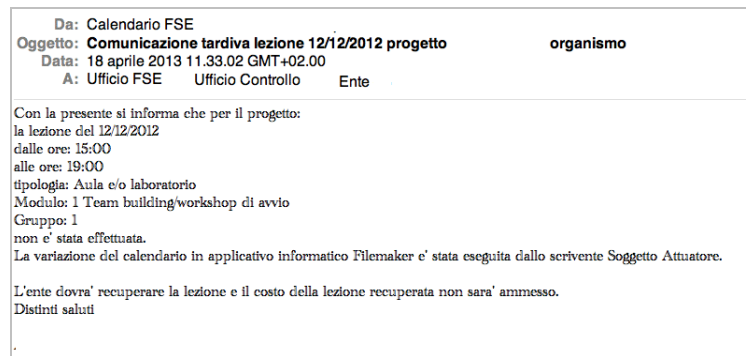 Da: Calendario FSE
Oggetto: Comunicazione tardiva lezione 12/12/2012 progetto organismo
Data: 18 aprile 2013 11.33.02 GMT+02.00
A: Ufficio FSE Ufficio Controllo Ente
Con la presente si informa che per il progetto:
la lezione del 12/12/2012
dalle ore: 15:00
alle ore: 19:00
tipologia: Aula e/o laboratorio
Modulo: 1 Team building/workshop di avvio
Gruppo: 1
non e' stata effettuata.
La variazione del calendario in applicativo informatico Filemaker e' stata eseguita dallo scrivente Soggetto Attuatore.
L'ente dovra' recuperare la lezione e il costo della lezione recuperata non sara' ammesso.
Distinti saluti
.